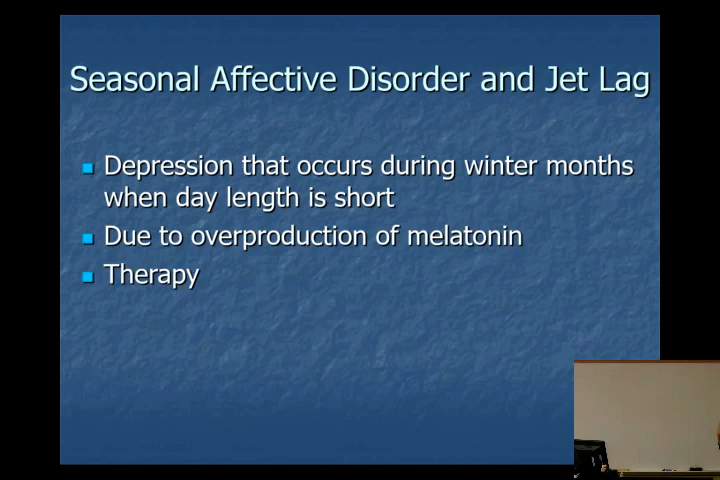 Seasonal Affective Disorder and Jet Lag
Depression that occurs during winter months
when day length is short
Due to overproduction of melatonin
Therapy